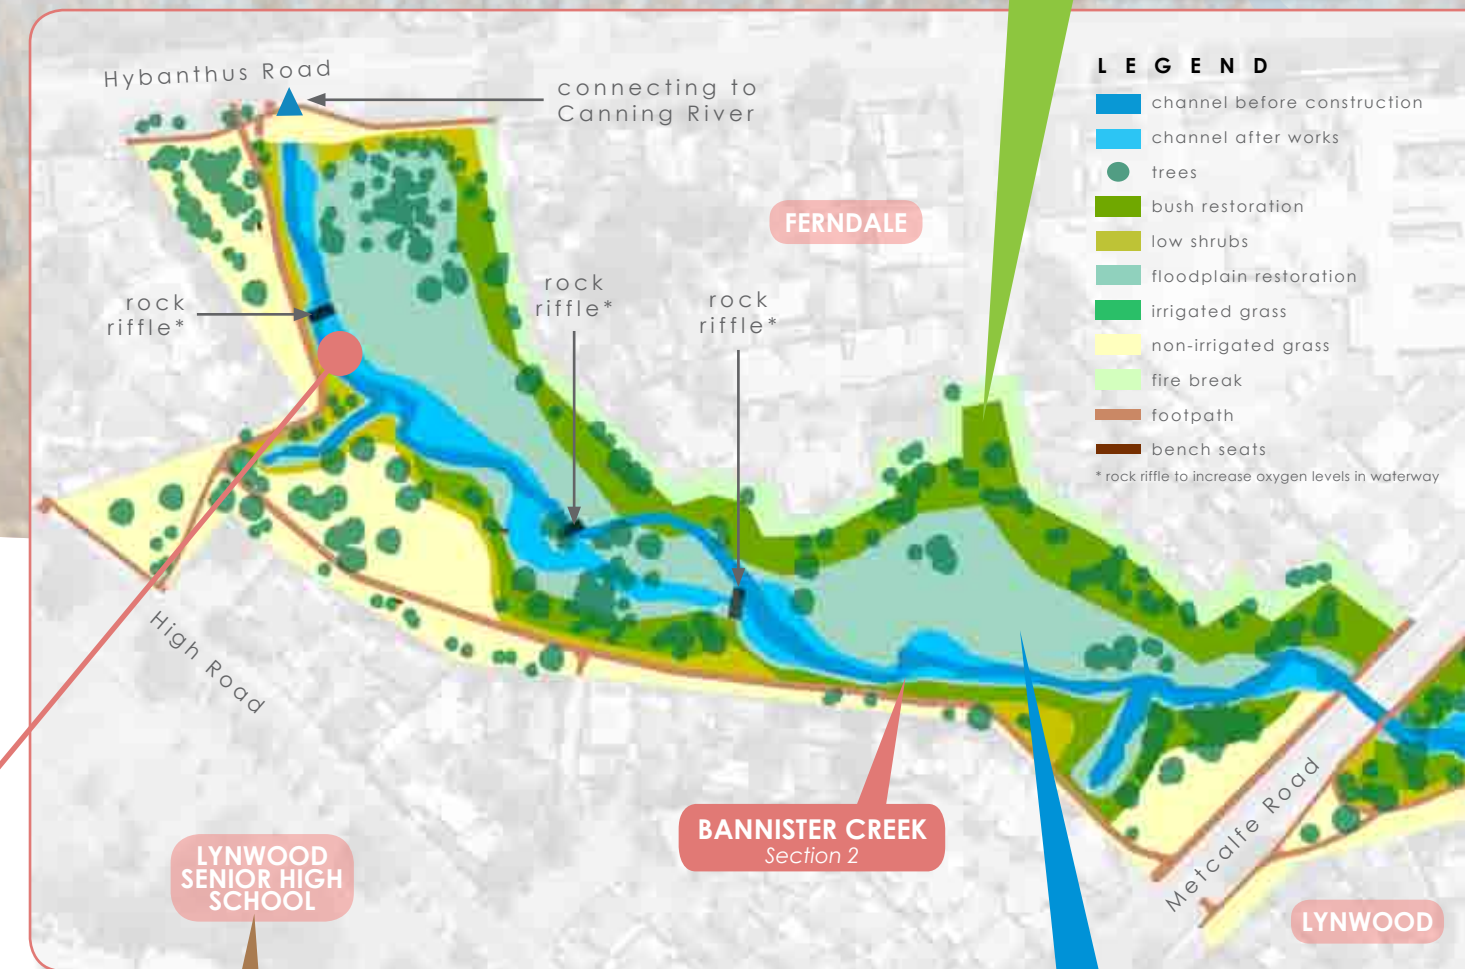 Hybanthus Road
connecting to
Canning River
LEGEND
channel before construction
channel after works
trees
bush restoration
low shrubs
floodplain restoration
irrigated grass
non-irrigated grass
fire break
footpath
bench seats
* rock riffle to increase oxygen levels in waterway
FERNDALE
rock
riffle*
rock
riffle*
rock
riffle*
High Road
BANNISTER CREEK
Section 2
LYNWOOD
SENIOR HIGH
SCHOOL
Metcalfe Road
LYNWOOD